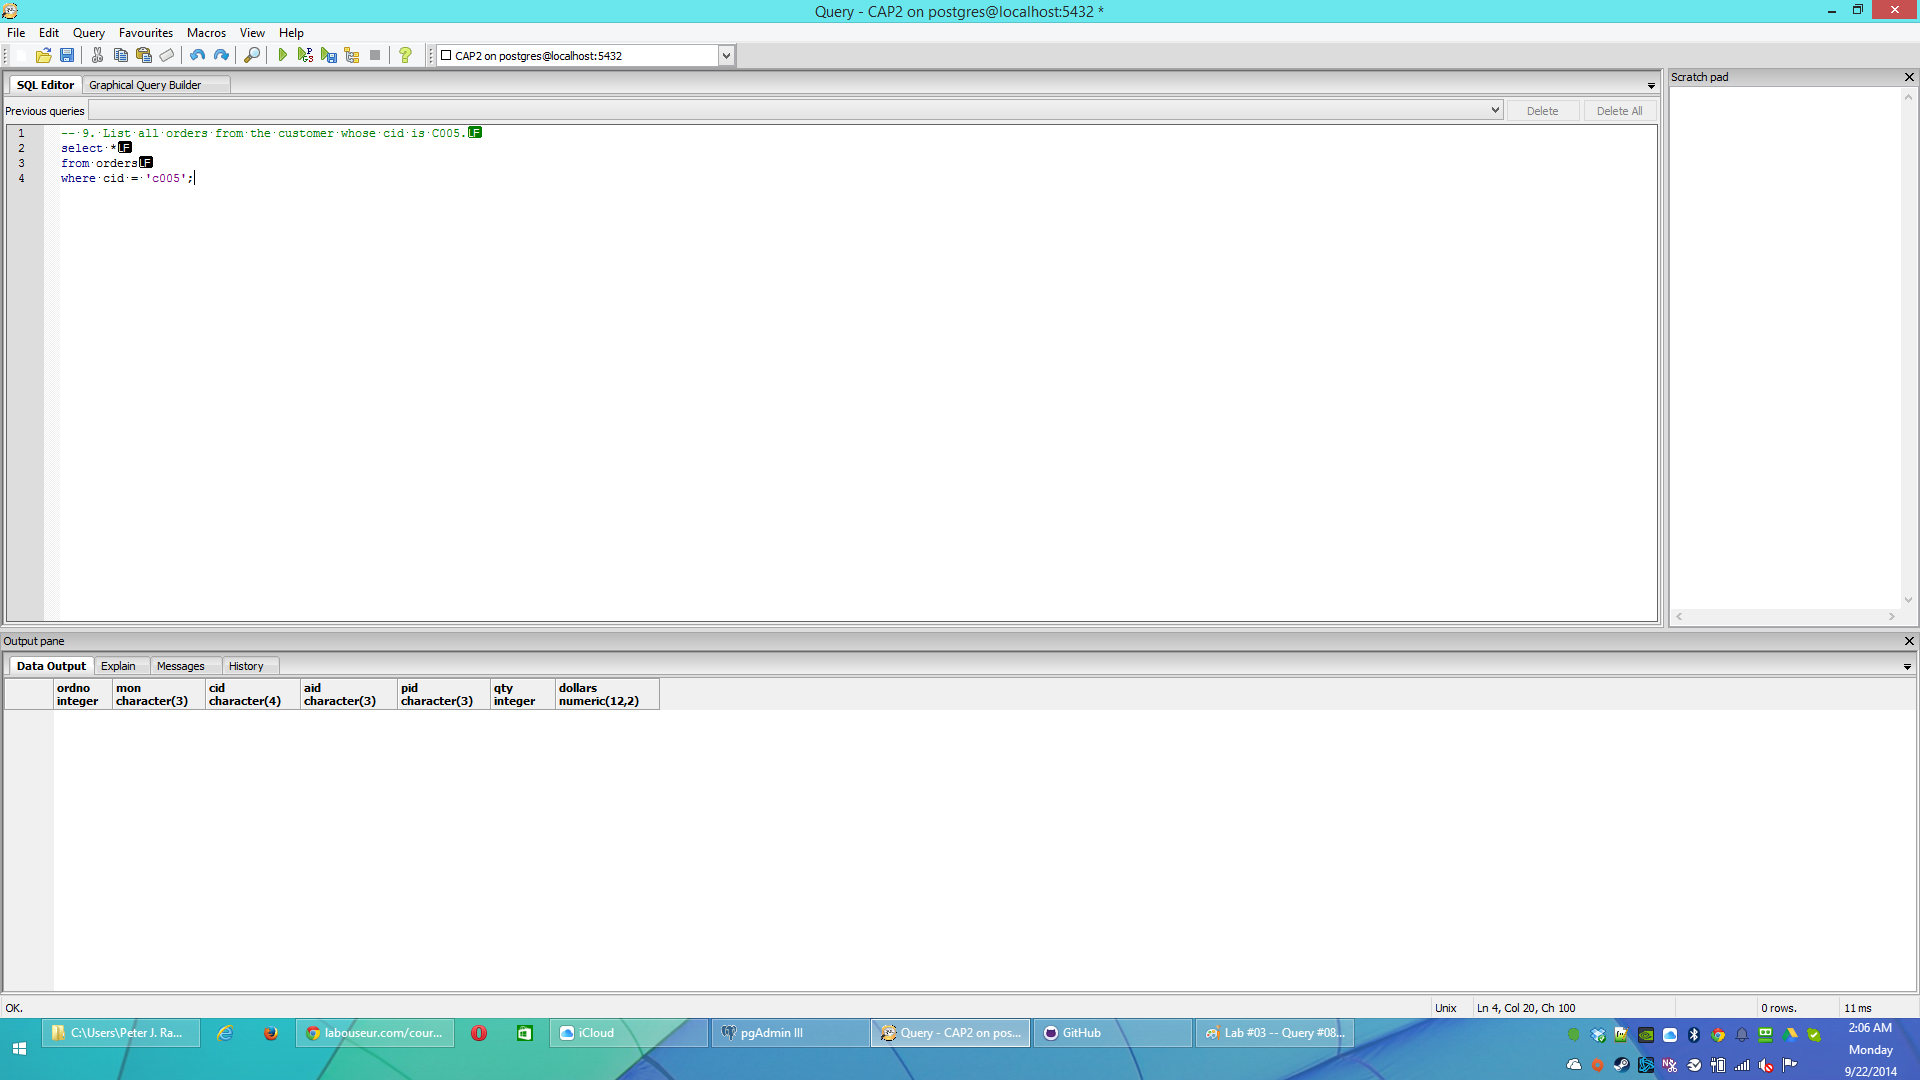 Query - CAP2 on postgres@localhost:5432 *
File Edit Query Favourites Macros View Help
CAP2 on postgres@localhost:5432
SQL Editor Graphical Query Builder
Scratch pad
Previous queries Delete Delete All
1 -- 9. List all orders from the customer whose cid is C005.LF
2 select *LF
3 from ordersLF
4 where cid = 'c005';
Output pane
Data Output Explain Messages History
ordno mon cid aid pid qty dollars
integer character(3) character(4) character(3) character(3) integer numeric(12,2)
OK. Unix Ln 4, Col 20, Ch 100 0 rows. 11 ms
C:\Users\Peter J. Ra... labouseur.com/cour... iCloud pgAdmin III Query - CAP2 on pos... GitHub Lab #03 -- Query #08...
2:06 AM
Monday
9/22/2014